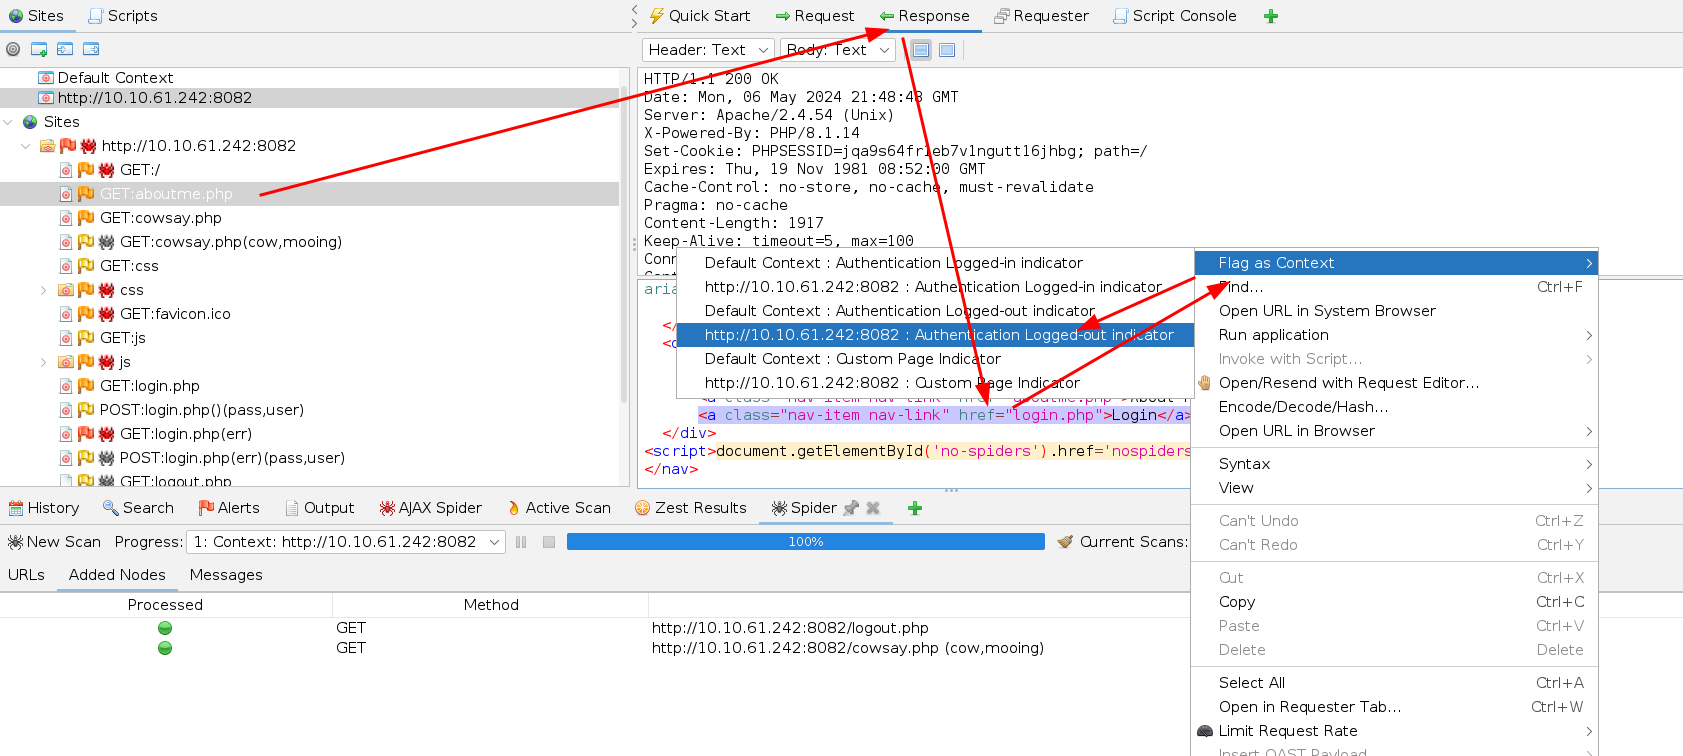 Sites
Scripts
Quick Start
Request
Response
Requester
Script Console
Header: Text
Body: Text
Default Context
http://10.10.61.242:8082
Sites
http://10.10.61.242:8082
GET:/
GET:aboutme.php
GET:cowsay.php
GET:cowsay.php(cow,mooing)
GET:css
css
GET:favicon.ico
GET:js
js
GET:login.php
POST:login.php()(pass,user)
GET:login.php(err)
POST:login.php(err)(pass,user)
GET:logout.php
HTTP/1.1 200 OK
Date: Mon, 06 May 2024 21:48:43 GMT
Server: Apache/2.4.54 (Unix)
X-Powered-By: PHP/8.1.14
Set-Cookie: PHPSESSID=jqa9s64fr1eb7v1ngutt16jhbg; path=/
Expires: Thu, 19 Nov 1981 08:52:00 GMT
Cache-Control: no-store, no-cache, must-revalidate
Pragma: no-cache
Content-Length: 1917
Keep-Alive: timeout=5, max=100
Conn
aria
</
<d
<a class="nav-item nav-link" href="aboutme.php">About M
<a class="nav-item nav-link" href="login.php">Login</a>
</div>
<script>document.getElementById('no-spiders').href='nospiders
</nav>
Default Context : Authentication Logged-in indicator
http://10.10.61.242:8082 : Authentication Logged-in indicator
Default Context : Authentication Logged-out indicator
http://10.10.61.242:8082 : Authentication Logged-out indicator
Default Context : Custom Page Indicator
http://10.10.61.242:8082 : Custom Page Indicator
Flag as Context
Find... Ctrl+F
Open URL in System Browser
Run application
Invoke with Script...
Open/Resend with Request Editor...
Encode/Decode/Hash...
Open URL in Browser
Syntax
View
Can't Undo Ctrl+Z
Can't Redo Ctrl+Y
Cut Ctrl+X
Copy Ctrl+C
Paste Ctrl+V
Delete Delete
Select All Ctrl+A
Open in Requester Tab... Ctrl+W
Limit Request Rate
Insert OAST Payload
History
Search
Alerts
Output
AJAX Spider
Active Scan
Zest Results
Spider
New Scan Progress: 1: Context: http://10.10.61.242:8082 100% Current Scans:
URLs
Added Nodes
Messages
Processed Method
GET http://10.10.61.242:8082/logout.php
GET http://10.10.61.242:8082/cowsay.php (cow,mooing)